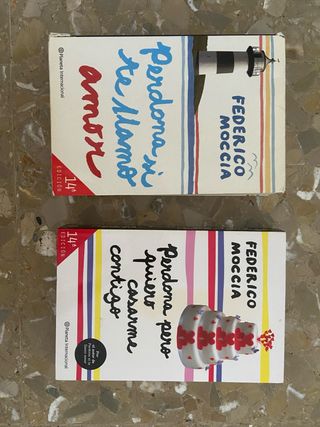 Planeta Internacional
FEDERICO
MOCCIA
Perdona si
te llamo
amor
14ª
EDICIÓN
Planeta Internacional
FEDERICO
MOCCIA
Perdona pero
quiero
casarme
contigo
14ª
EDICIÓN